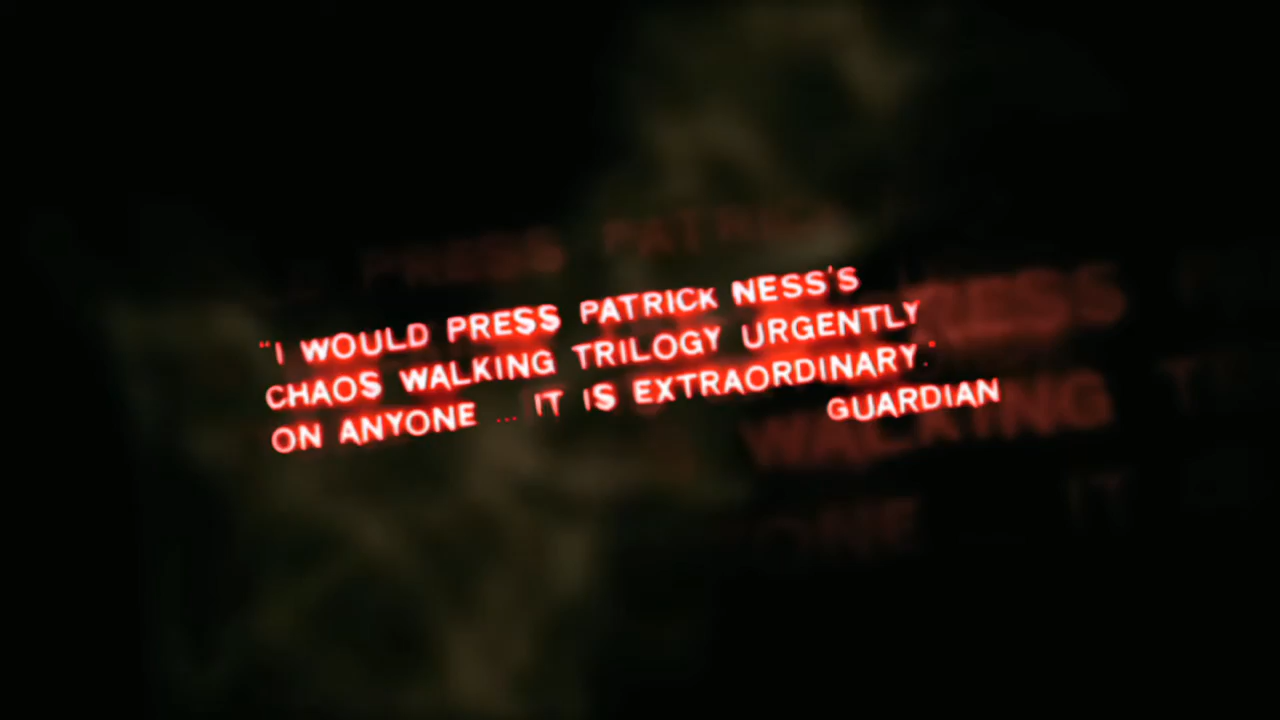 “I WOULD PRESS PATRICK NESS'S
CHAOS WALKING TRILOGY URGENTLY
ON ANYONE ... IT IS EXTRAORDINARY.”
GUARDIAN